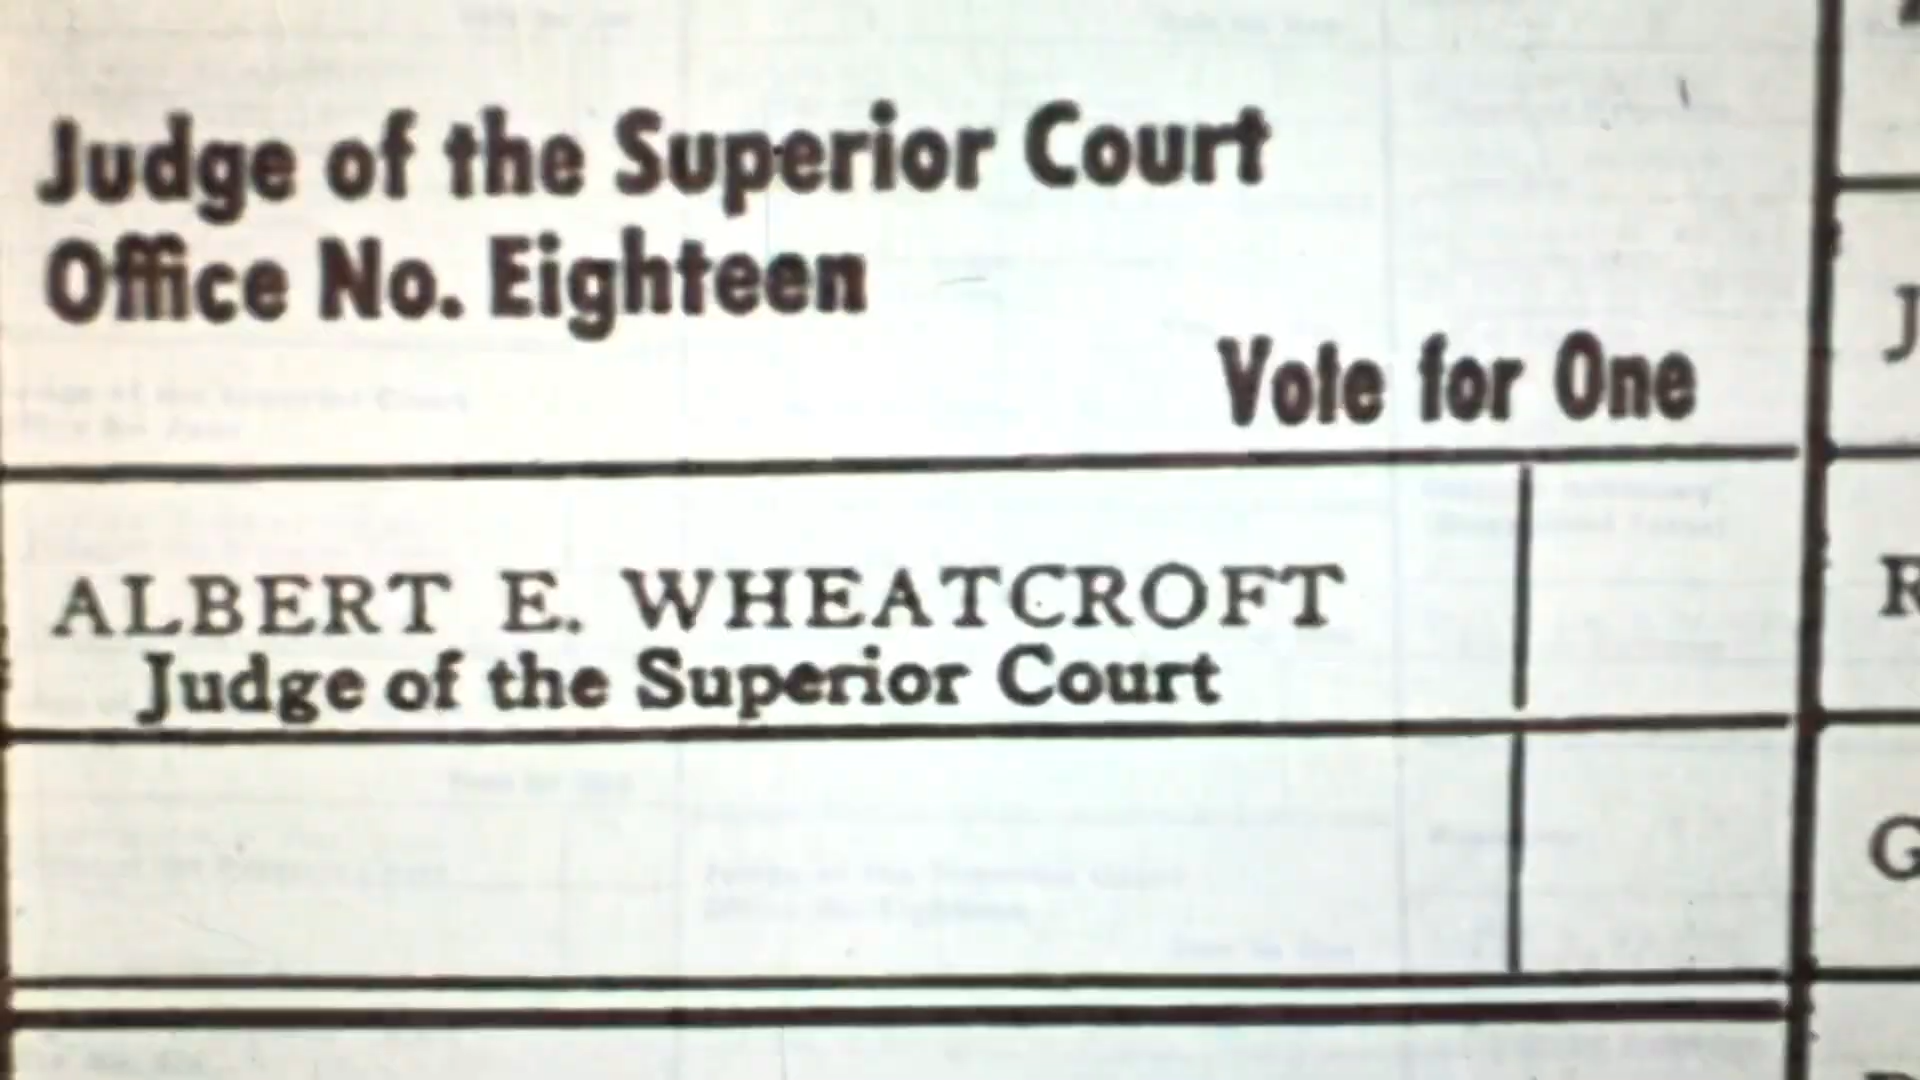 Judge of the Superior Court
Office No. Eighteen
Vote for One
ALBERT E. WHEATCROFT
Judge of the Superior Court
J
R
G